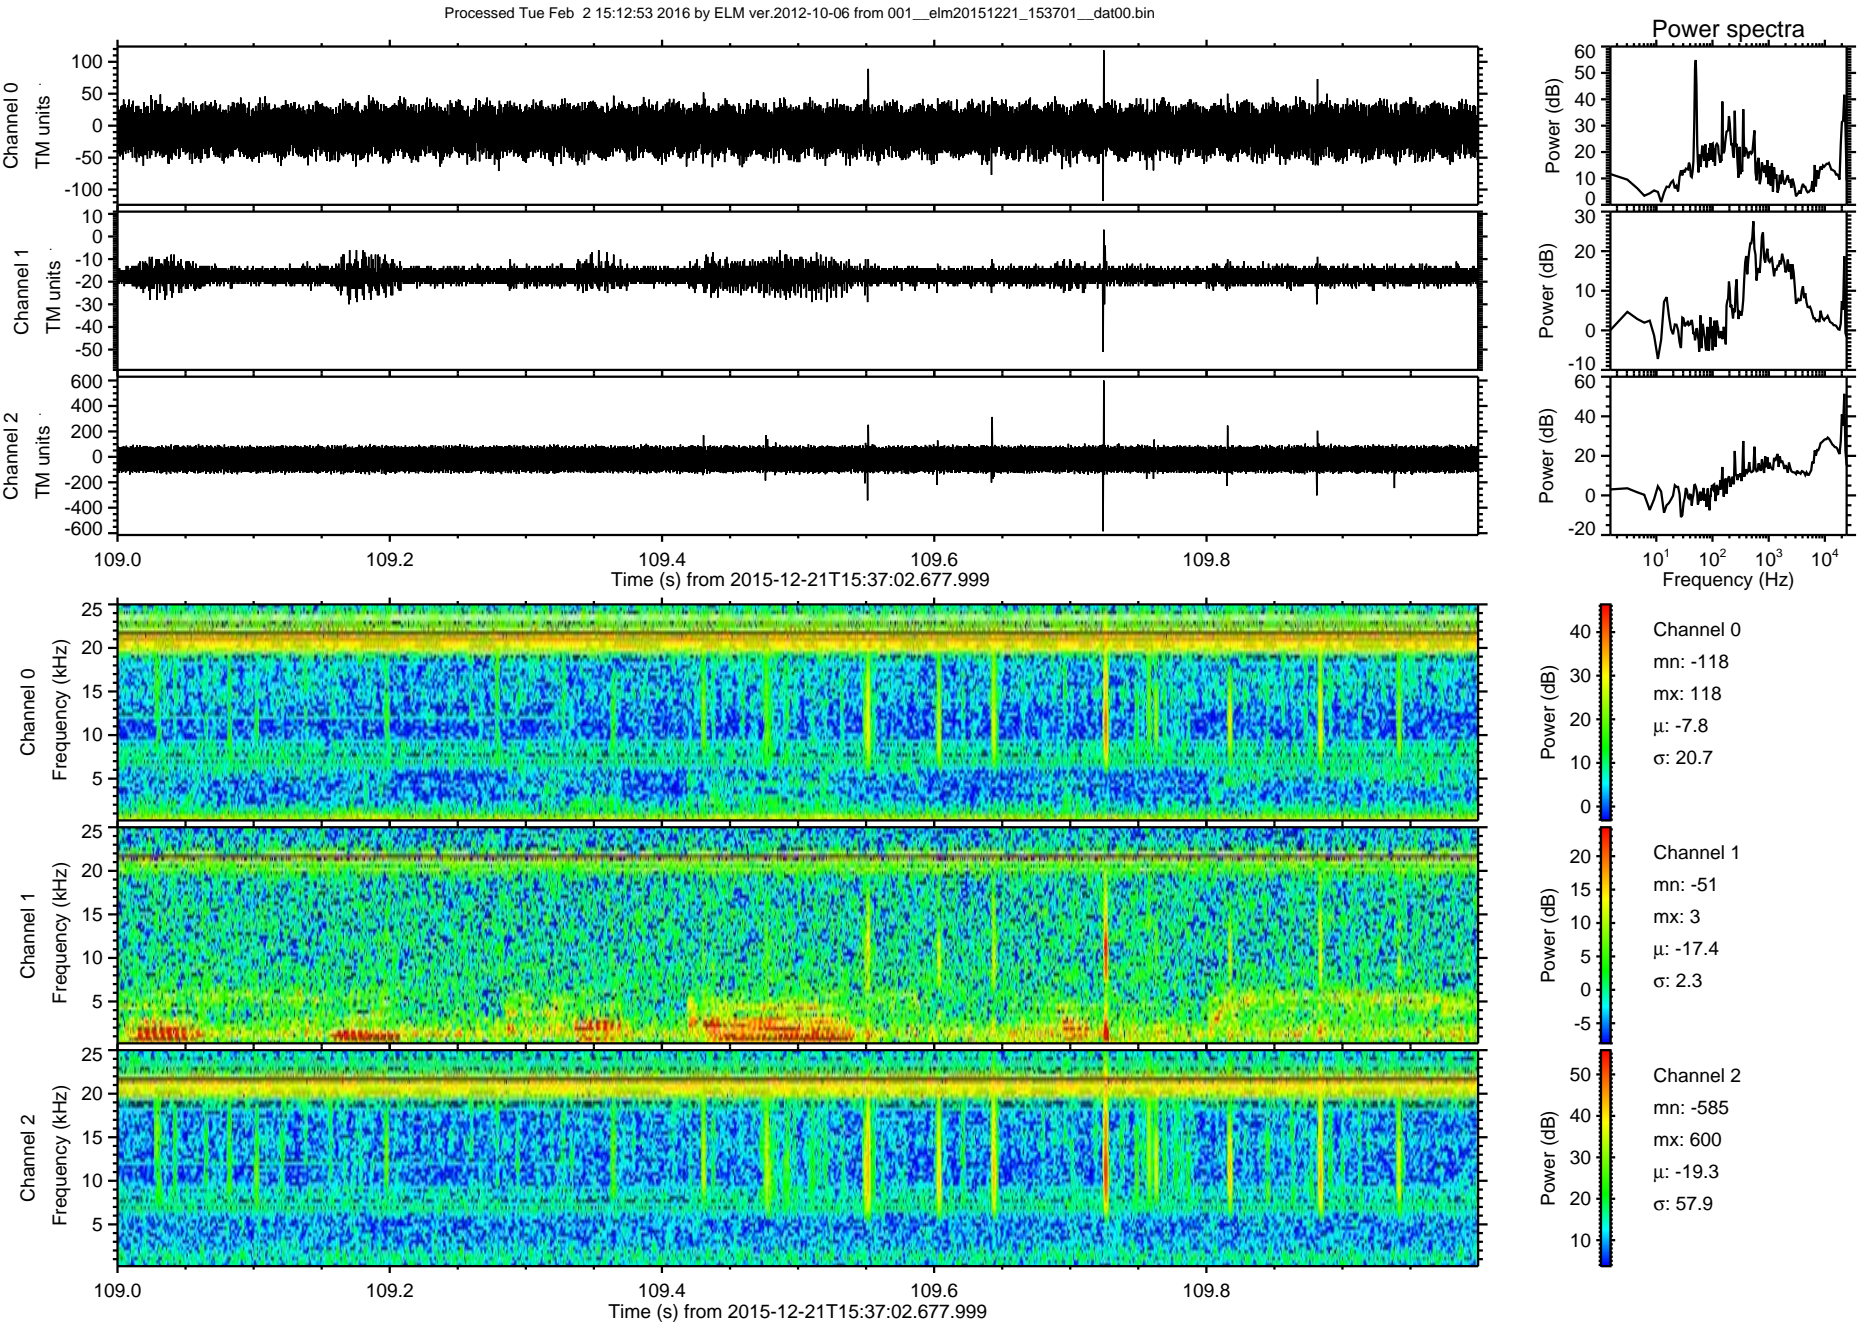 Processed Tue Feb  2 15:12:53 2016 by ELM ver.2012-10-06 from 001__elm20151221_153701__dat00.bin
Power spectra
Channel 0
TM units
100
50
0
-50
-100
Power (dB)
60
50
40
30
20
10
0
Channel 1
TM units
10
0
-10
-20
-30
-40
-50
Power (dB)
30
20
10
0
-10
Channel 2
TM units
600
400
200
0
-200
-400
-600
Power (dB)
60
40
20
0
-20
109.0 109.2 109.4 109.6 109.8
Time (s) from 2015-12-21T15:37:02.677.999
10^1 10^2 10^3 10^4
Frequency (Hz)
Channel 0
Frequency (kHz)
25
20
15
10
5
Power (dB)
40
30
20
10
0
Channel 0
mn: -118
mx: 118
μ: -7.8
σ: 20.7
Channel 1
Frequency (kHz)
25
20
15
10
5
Power (dB)
20
15
10
5
0
-5
Channel 1
mn: -51
mx: 3
μ: -17.4
σ: 2.3
Channel 2
Frequency (kHz)
25
20
15
10
5
Power (dB)
50
40
30
20
10
Channel 2
mn: -585
mx: 600
μ: -19.3
σ: 57.9
109.0 109.2 109.4 109.6 109.8
Time (s) from 2015-12-21T15:37:02.677.999